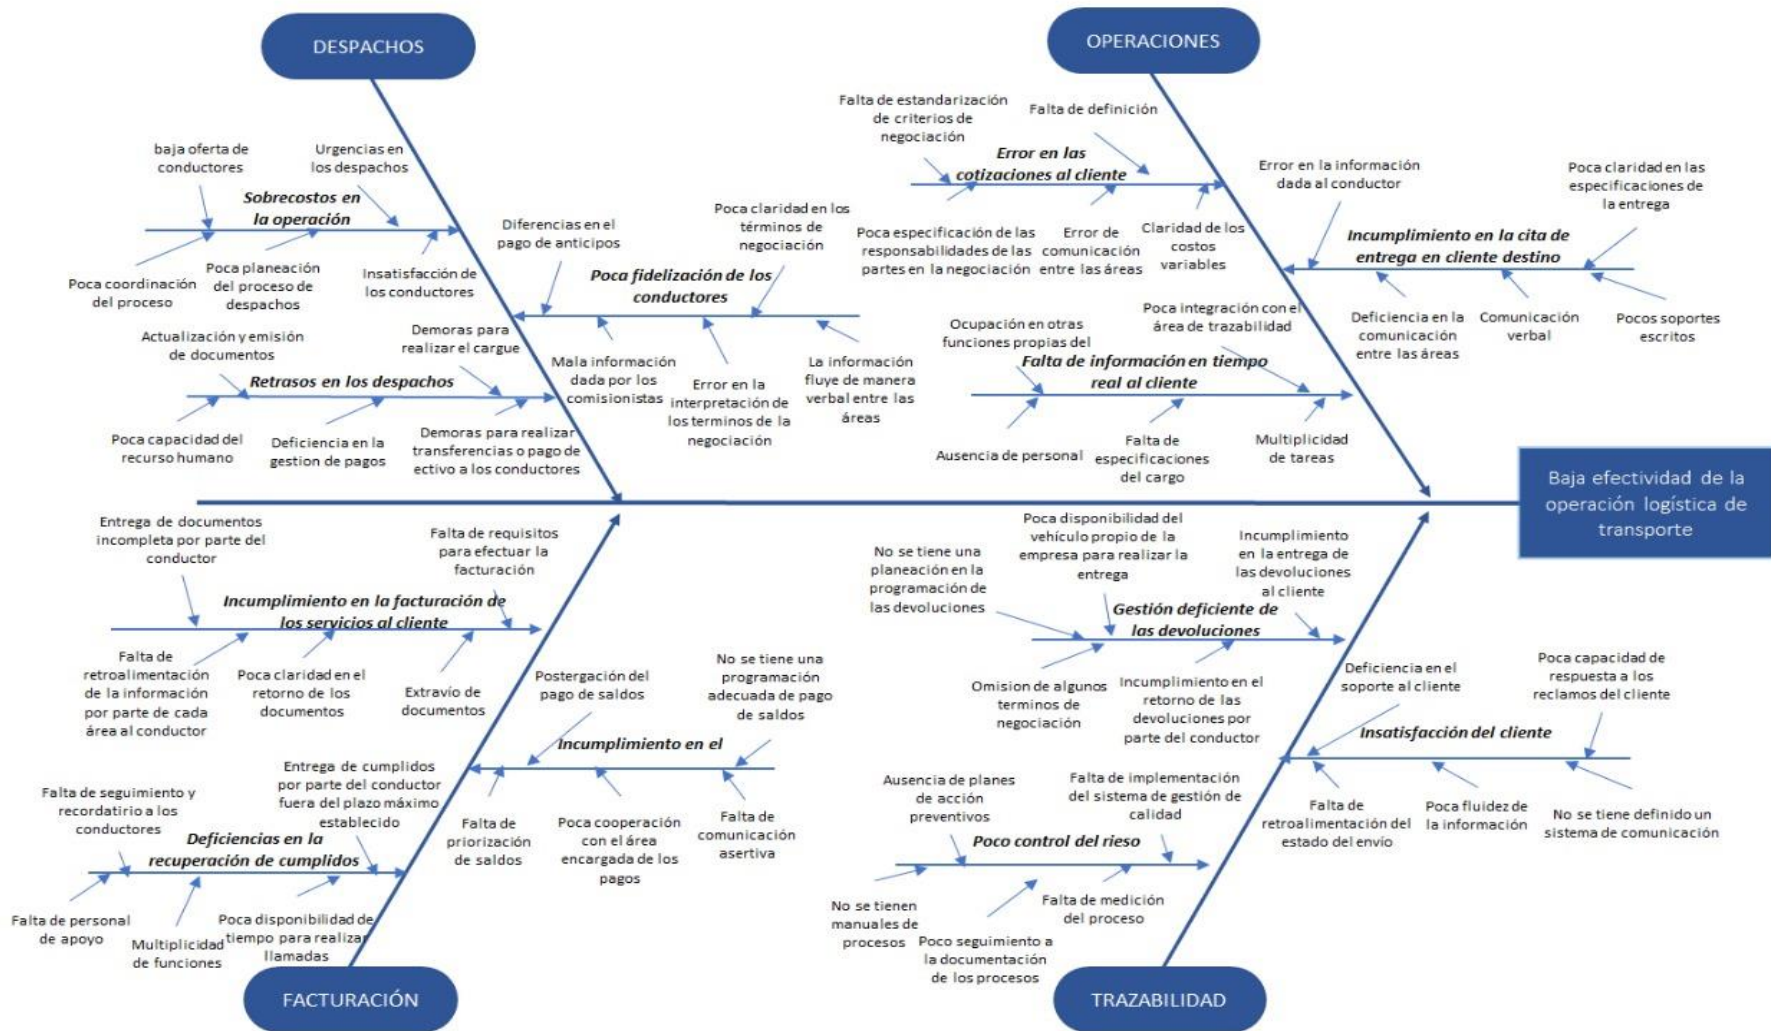 DESPACHOS
OPERACIONES
baja oferta de
conductores
Urgencias en
los despachos
Sobrecostos en
la operación
Poca coordinación
del proceso
Poca planeación
del proceso de
despachos
Insatisfacción de
los conductores
Diferencias en el
pago de anticipos
Poca claridad en los
términos de
negociación
Poca fidelización de los
conductores
Mala información
dada por los
comisionistas
Error en la
interpretación de
los terminos de la
negociación
La información
fluye de manera
verbal entre las
áreas
Actualización y emisión
de documentos
Demoras para
realizar el cargue
Retrasos en los despachos
Poca capacidad del
recurso humano
Deficiencia en la
gestion de pagos
Demoras para realizar
transferencias o pago de
ectivo a los conductores
Falta de estandarización
de criterios de
negociación
Falta de definición
Error en las
cotizaciones al cliente
Poca especificación de las
responsabilidades de las
partes en la negociación
Error de
comunicación
entre las áreas
Claridad de los
costos
variables
Error en la información
dada al conductor
Poca claridad en las
especificaciones de
la entrega
Incumplimiento en la cita de
entrega en cliente destino
Deficiencia en la
comunicación
entre las áreas
Comunicación
verbal
Pocos soportes
escritos
Ocupación en otras
funciones propias del
Poca integración con el
área de trazabilidad
Falta de información en tiempo
real al cliente
Ausencia de personal
Falta de
especificaciones
del cargo
Multiplicidad
de tareas
Baja efectividad de la
operación logística de
transporte
Entrega de documentos
incompleta por parte del
conductor
Falta de requisitos
para efectuar la
facturación
Incumplimiento en la facturación de
los servicios al cliente
Falta de
retroalimentación
de la información
por parte de cada
área al conductor
Poca claridad en el
retorno de los
documentos
Extravío de
documentos
Postergación del
pago de saldos
No se tiene una
programación
adecuada de pago
de saldos
Incumplimiento en el
Falta de
priorización
de saldos
Poca cooperación
con el área
encargada de los
pagos
Falta de
comunicación
asertiva
Falta de seguimiento y
recordatirio a los
conductores
Entrega de cumplidos
por parte del conductor
fuera del plazo máximo
establecido
Deficiencias en la
recuperación de cumplidos
Falta de personal
de apoyo
Multiplicidad
de funciones
Poca disponibilidad de
tiempo para realizar
llamadas
No se tiene una
planeación en la
programación de
las devoluciones
Poca disponibilidad del
vehículo propio de la
empresa para realizar la
entrega
Incumplimiento
en la entrega de
las devoluciones
al cliente
Gestión deficiente de
las devoluciones
Omision de algunos
terminos de
negociación
Incumplimiento en el
retorno de las
devoluciones por
parte del conductor
Deficiencia en el
soporte al cliente
Poca capacidad de
respuesta a los
reclamos del cliente
Insatisfacción del cliente
Falta de
retroalimentación del
estado del envío
Poca fluidez de
la información
No se tiene definido un
sistema de comunicación
Ausencia de planes
de acción
preventivos
Falta de implementación
del sistema de gestión de
calidad
Poco control del rieso
No se tienen
manuales de
procesos
Poco seguimiento a
la documentación
de los procesos
Falta de medición
del proceso
FACTURACIÓN
TRAZABILIDAD